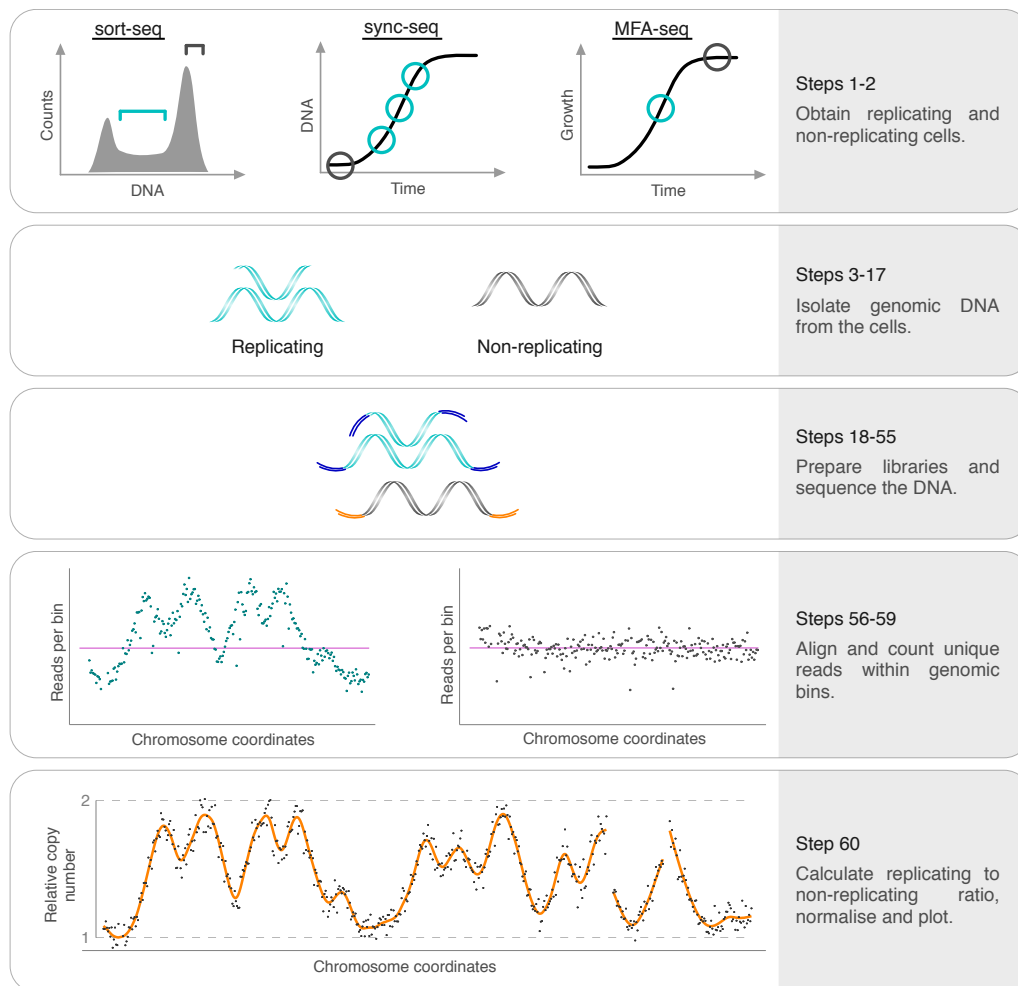 sort-seq
Counts
DNA
sync-seq
DNA
Time
MFA-seq
Growth
Time
Steps 1-2
Obtain replicating and
non-replicating cells.
Replicating
Non-replicating
Steps 3-17
Isolate genomic DNA
from the cells.
Steps 18-55
Prepare libraries and
sequence the DNA.
Reads per bin
Chromosome coordinates
Reads per bin
Chromosome coordinates
Steps 56-59
Align and count unique
reads within genomic
bins.
2
Relative copy
number
1
Chromosome coordinates
Step 60
Calculate replicating to
non-replicating ratio,
normalise and plot.